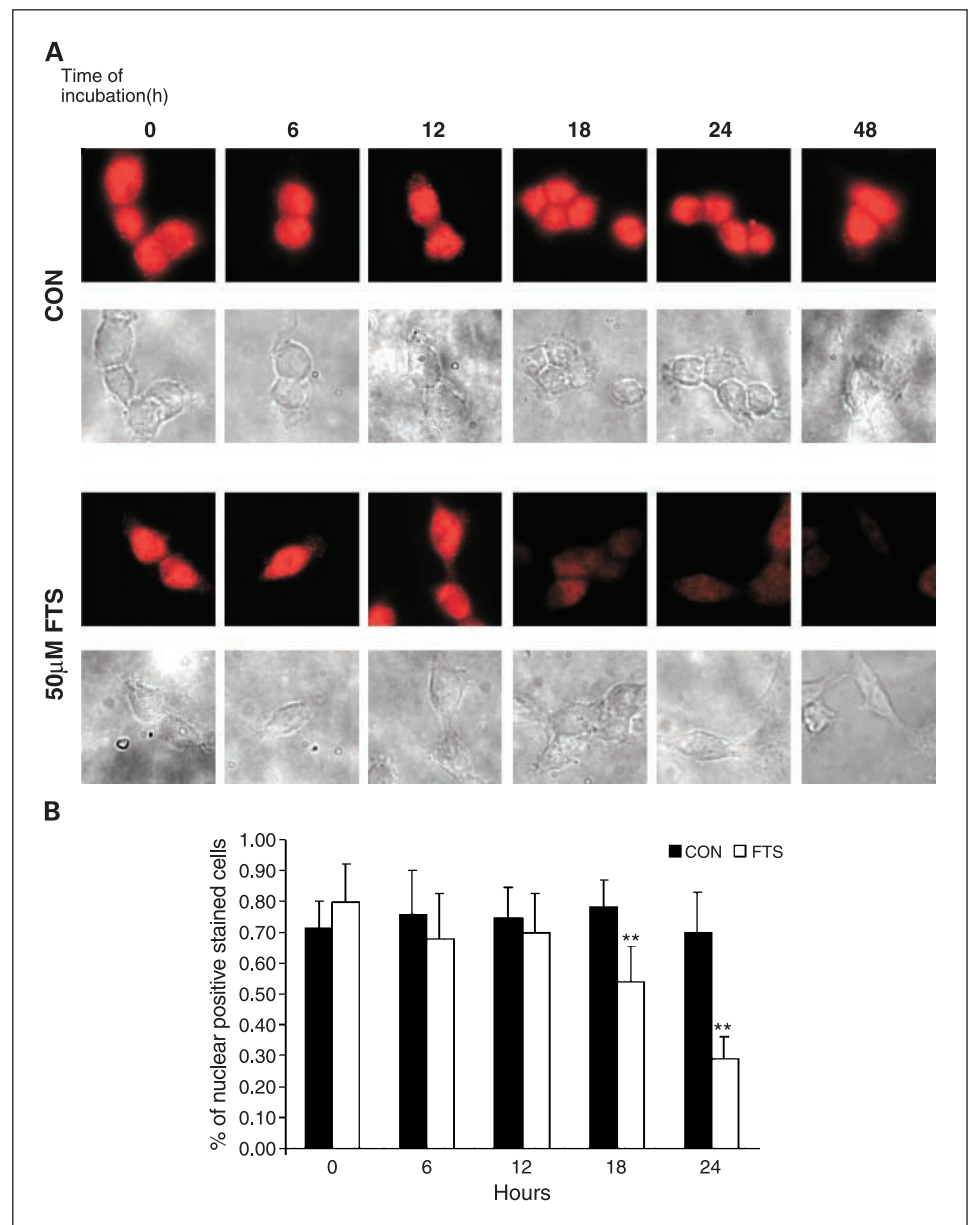 A
Time of
incubation(h)
0 6 12 18 24 48
CON
50μM FTS
B
% of nuclear positive stained cells
1.00
0.90
0.80
0.70
0.60
0.50
0.40
0.30
0.20
0.10
0.00
CON FTS
**
**
0 6 12 18 24
Hours